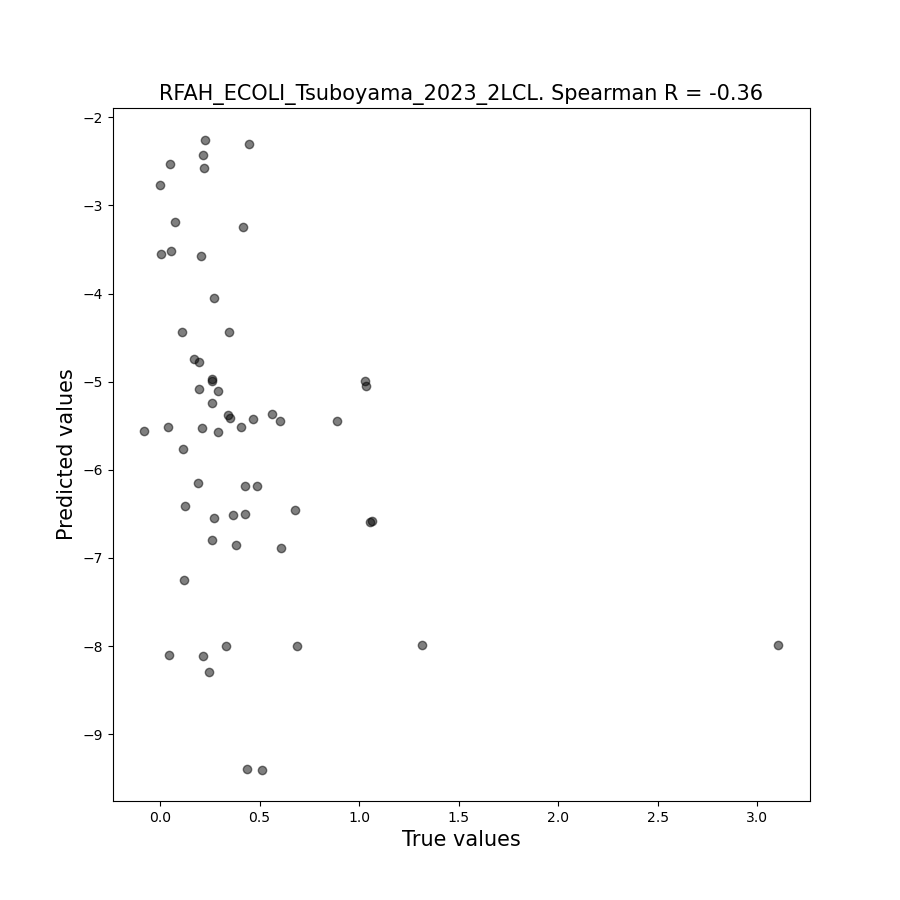 RFAH_ECOLI_Tsuboyama_2023_2LCL. Spearman R = -0.36
−2
−3
−4
−5
−6
−7
−8
−9
Predicted values
0.0 0.5 1.0 1.5 2.0 2.5 3.0
True values